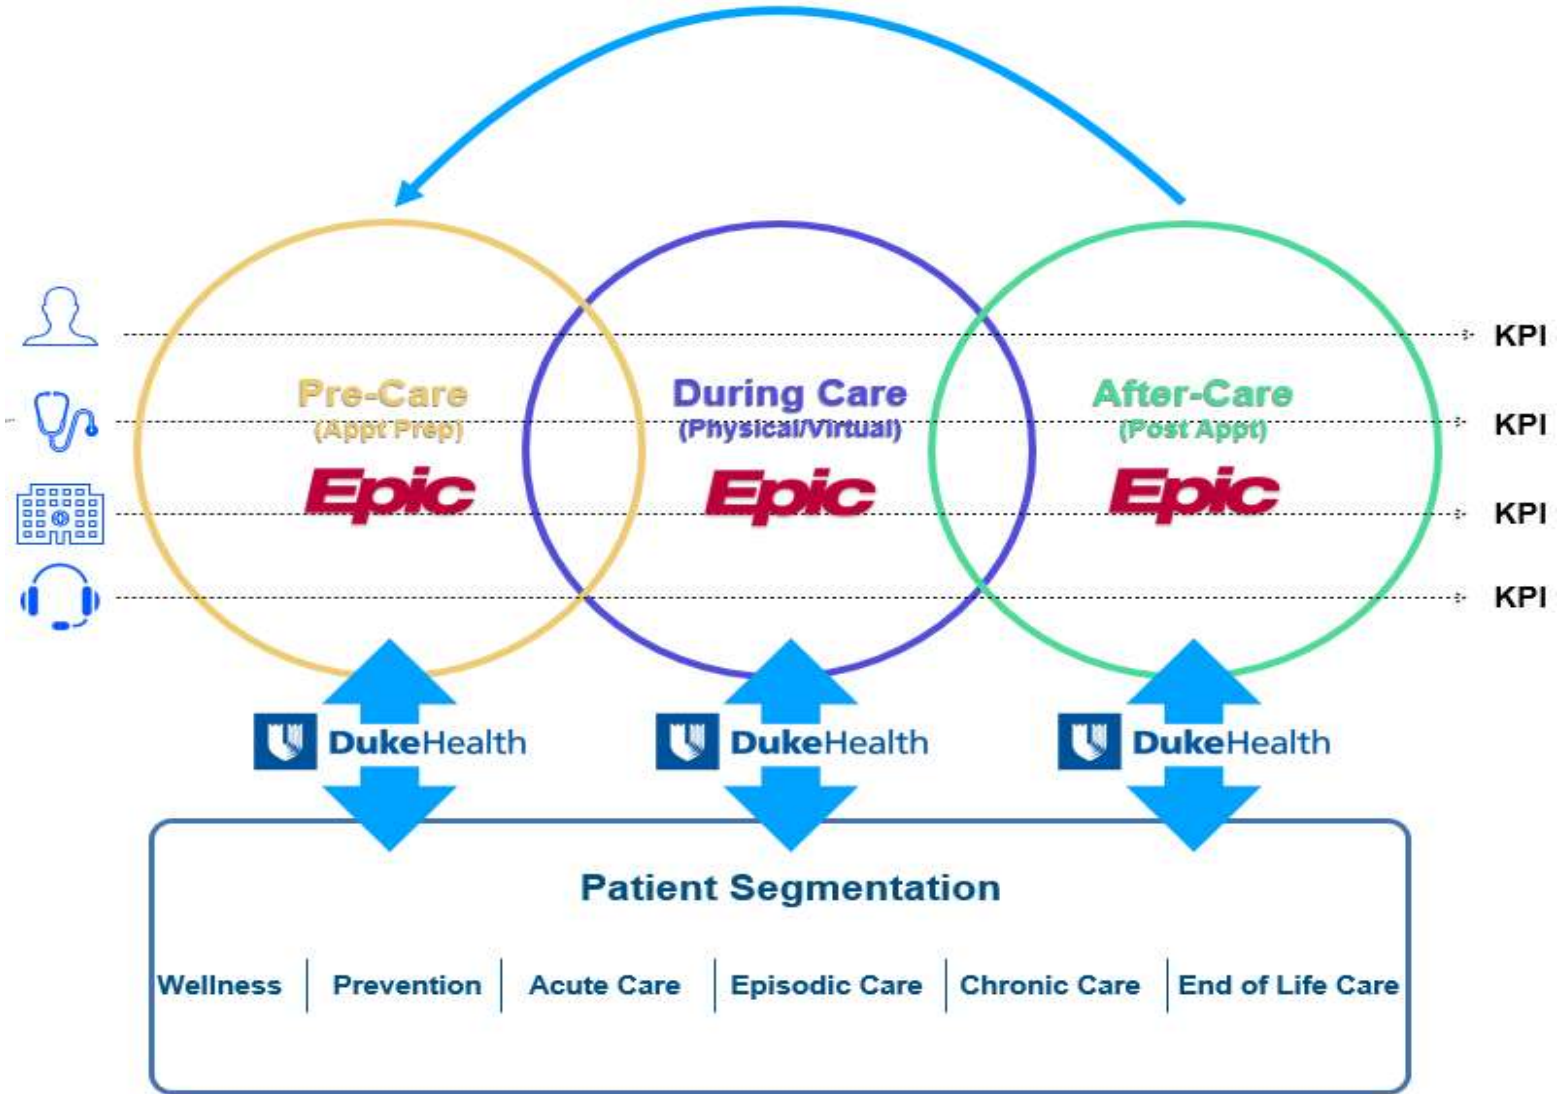 KPI
Pre-Care
(Appt Prep)
Epic
During Care
(Physical/Virtual)
Epic
After-Care
(Post Appt)
Epic
KPI
KPI
KPI
DukeHealth
DukeHealth
DukeHealth
Patient Segmentation
Wellness
Prevention
Acute Care
Episodic Care
Chronic Care
End of Life Care